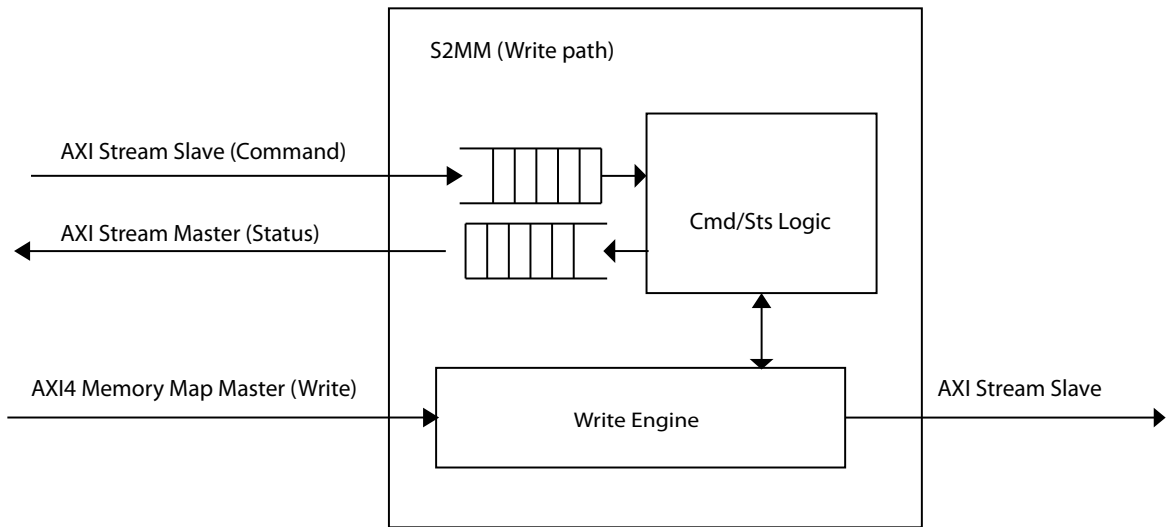 S2MM (Write path)
AXI Stream Slave (Command)
Cmd/Sts Logic
AXI Stream Master (Status)
AXI4 Memory Map Master (Write)
Write Engine
AXI Stream Slave